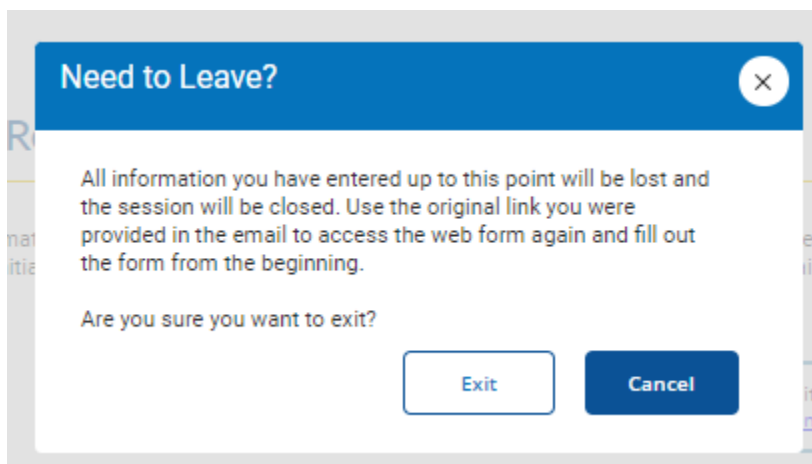 Need to Leave?
All information you have entered up to this point will be lost and
the session will be closed. Use the original link you were
provided in the email to access the web form again and fill out
the form from the beginning.
Are you sure you want to exit?
Exit
Cancel